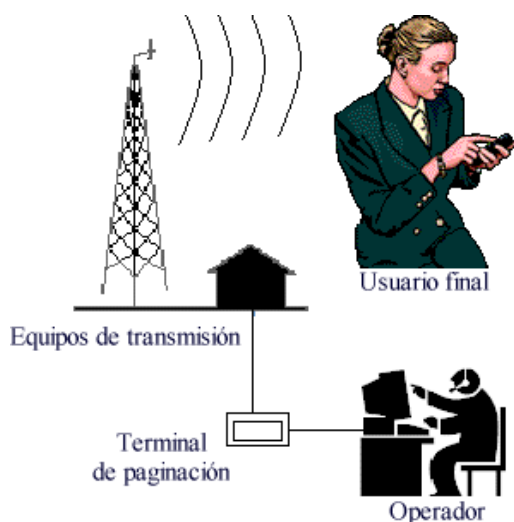 Usuario final
Equipos de transmisión
Terminal
de paginación
Operador